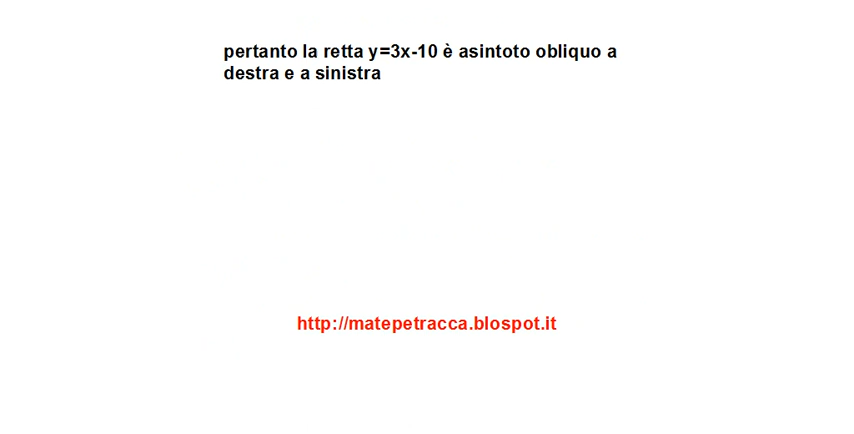 pertanto la retta y=3x-10 è asintoto obliquo a
destra e a sinistra
http://matepetracca.blospot.it